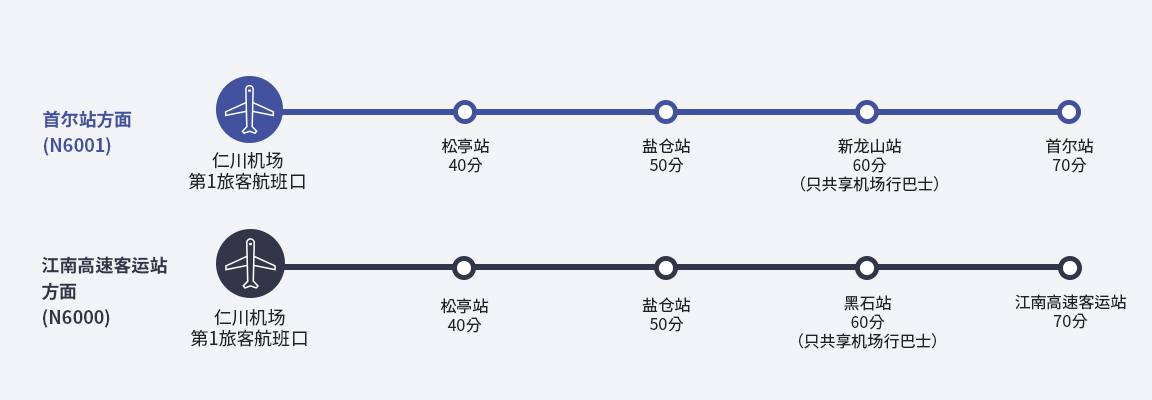 首尔站方面
(N6001)
仁川机场
第1旅客航班口
松亭站
40分
盐仓站
50分
新龙山站
60分
（只共享机场行巴士）
首尔站
70分
江南高速客运站
方面
(N6000)
仁川机场
第1旅客航班口
松亭站
40分
盐仓站
50分
黑石站
60分
（只共享机场行巴士）
江南高速客运站
70分